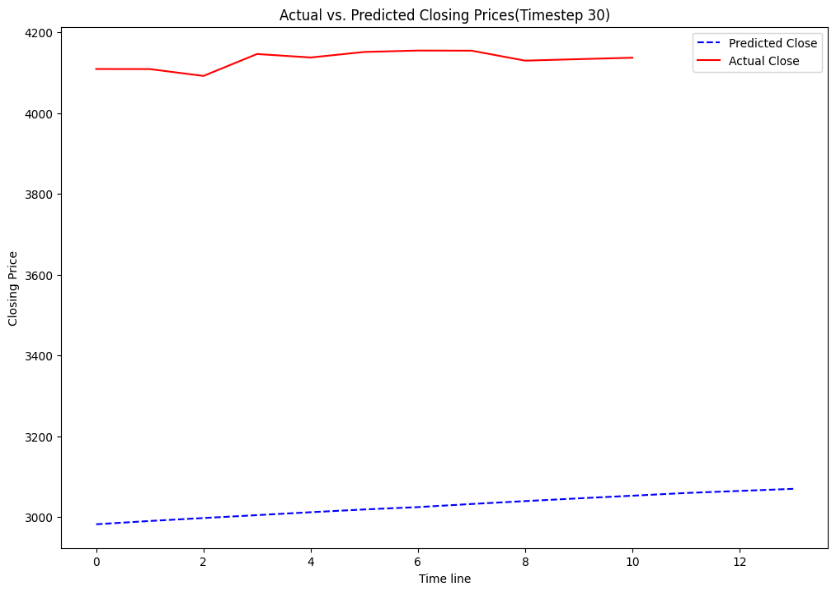 Actual vs. Predicted Closing Prices(Timestep 30)
Predicted Close
Actual Close
4200
4000
3800
3600
3400
3200
3000
Closing Price
0 2 4 6 8 10 12
Time line